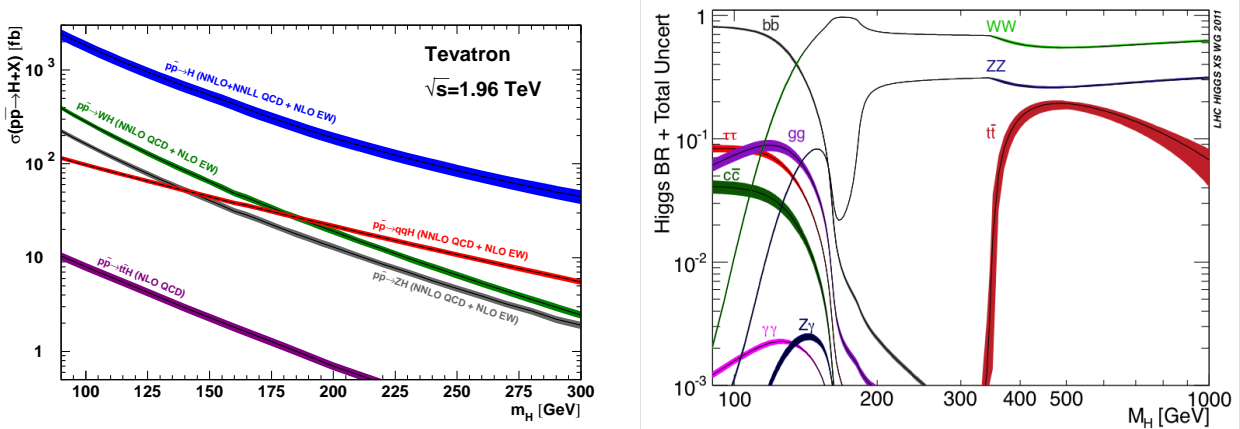 σ(pp̄→H+X) [fb]
10³
10²
10
1
Tevatron
√s=1.96 TeV
pp̄→H (NNLO+NNLL QCD + NLO EW)
pp̄→WH (NNLO QCD + NLO EW)
pp̄→qqH (NNLO QCD + NLO EW)
pp̄→ZH (NNLO QCD + NLO EW)
pp̄→tt̄H (NLO QCD)
100 125 150 175 200 225 250 275 300
m_H [GeV]
Higgs BR + Total Uncert
1
10⁻¹
10⁻²
10⁻³
bb̄
WW
ZZ
ττ
gg
cc̄
tt̄
γγ
Zγ
100 200 300 400 500 1000
M_H [GeV]
LHC HIGGS XS WG 2011